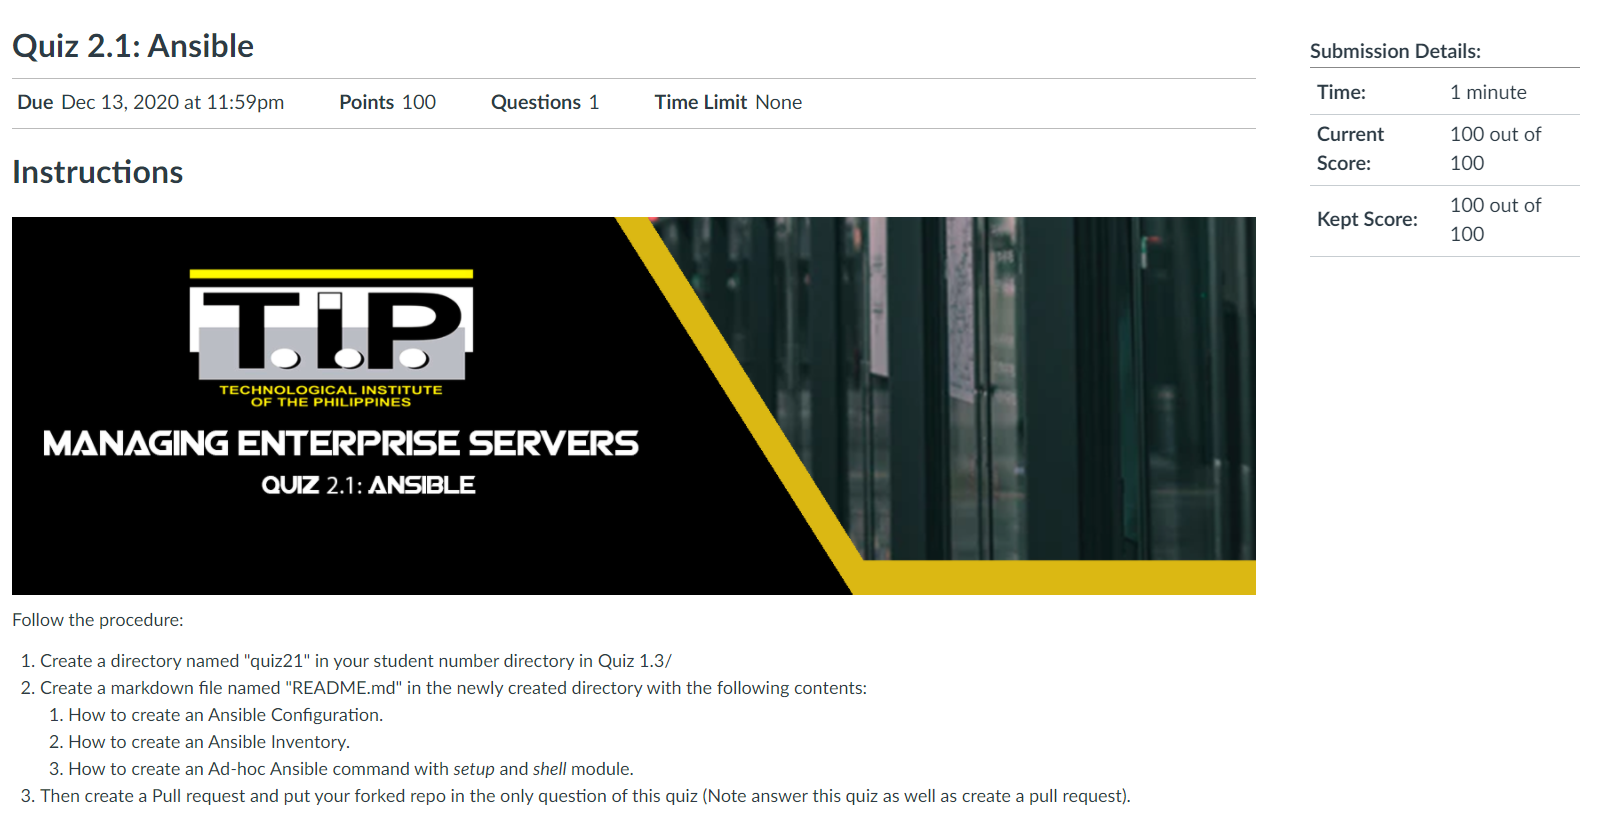 Quiz 2.1: Ansible
Due Dec 13, 2020 at 11:59pm Points 100 Questions 1 Time Limit None
Instructions
T.I.P.
TECHNOLOGICAL INSTITUTE
OF THE PHILIPPINES
MANAGING ENTERPRISE SERVERS
QUIZ 2.1: ANSIBLE
Follow the procedure:
1. Create a directory named "quiz21" in your student number directory in Quiz 1.3/
2. Create a markdown file named "README.md" in the newly created directory with the following contents:
1. How to create an Ansible Configuration.
2. How to create an Ansible Inventory.
3. How to create an Ad-hoc Ansible command with setup and shell module.
3. Then create a Pull request and put your forked repo in the only question of this quiz (Note answer this quiz as well as create a pull request).
Submission Details:
Time: 1 minute
Current Score: 100 out of 100
Kept Score: 100 out of 100